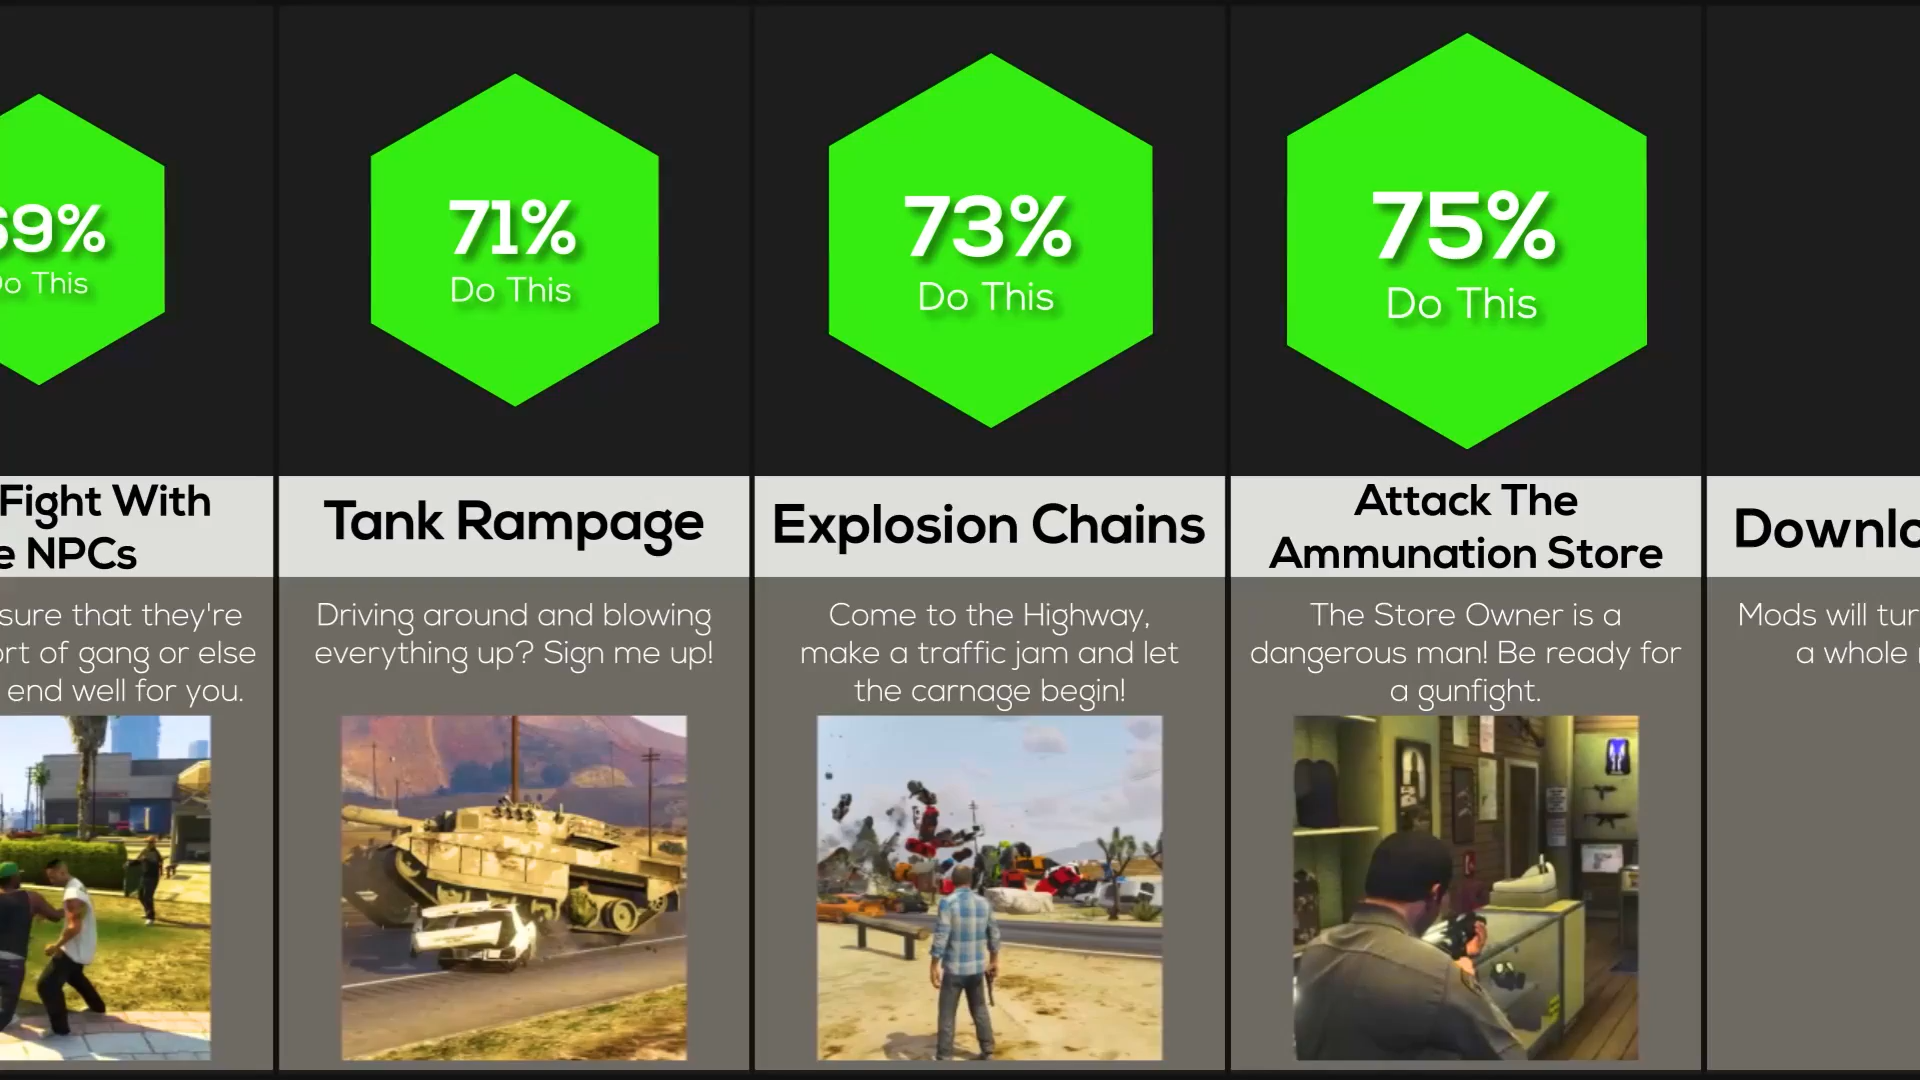 69%
Do This
Fight With
NPCs
sure that they're
of gang or else
end well for you.
71%
Do This
Tank Rampage
Driving around and blowing
everything up? Sign me up!
73%
Do This
Explosion Chains
Come to the Highway,
make a traffic jam and let
the carnage begin!
75%
Do This
Attack The
Ammunation Store
The Store Owner is a
dangerous man! Be ready for
a gunfight.
Mods will
a whole